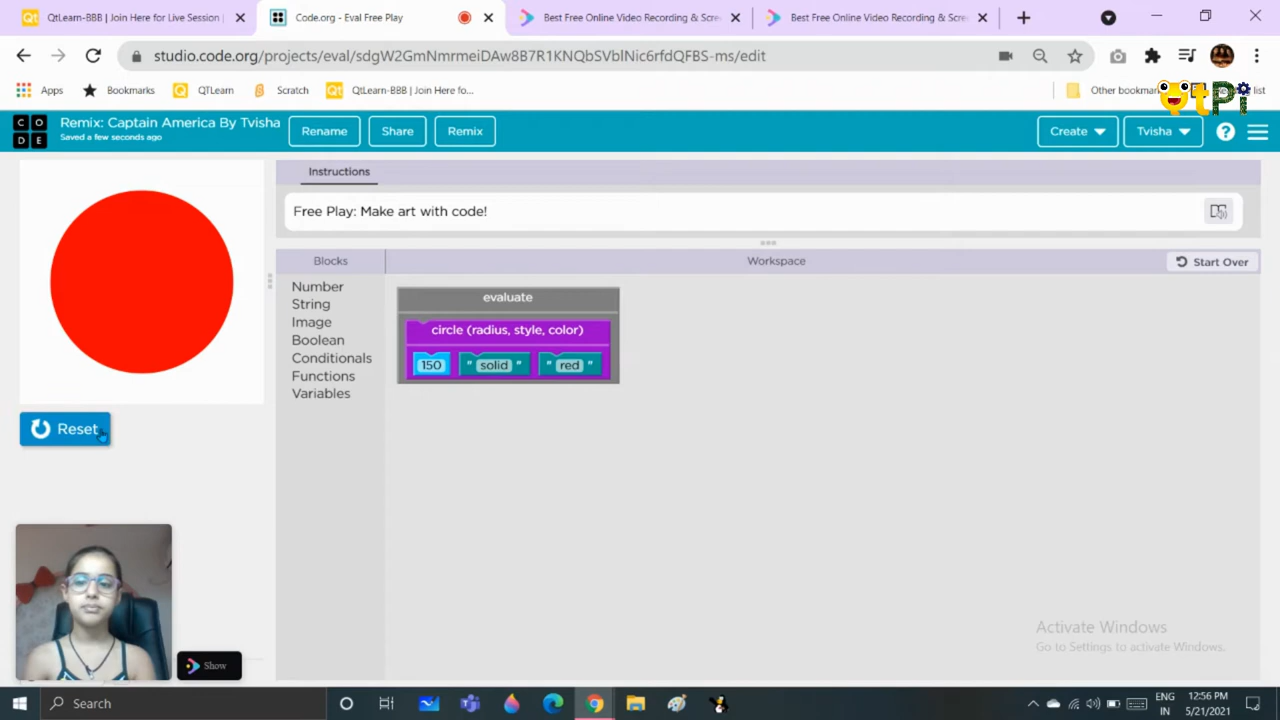 QtLearn-BBB | Join Here for Live Session |
Code.org - Eval Free Play
Best Free Online Video Recording & Scre
Best Free Online Video Recording & Scre
studio.code.org/projects/eval/sdgW2GmNmrmeiDAw8B7R1KNQbSVblNic6rfdQFBS-ms/edit
Apps
Bookmarks
QTLearn
Scratch
QtLearn-BBB | Join Here fo...
Other bookmar
list
QtPi
CODE
Remix: Captain America By Tvisha
Saved a few seconds ago
Rename
Share
Remix
Create
Tvisha
?
Instructions
Free Play: Make art with code!
Blocks
Workspace
Start Over
Number
String
Image
Boolean
Conditionals
Functions
Variables
evaluate
circle (radius, style, color)
150 " solid " " red "
Reset
Show
Activate Windows
Go to Settings to activate Windows.
Search
ENG
IN
12:56 PM
5/21/2021